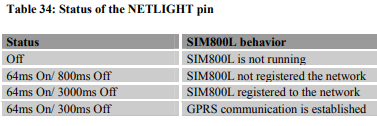 Table 34: Status of the NETLIGHT pin
Status SIM800L behavior
Off SIM800L is not running
64ms On/ 800ms Off SIM800L not registered the network
64ms On/ 3000ms Off SIM800L registered to the network
64ms On/ 300ms Off GPRS communication is established